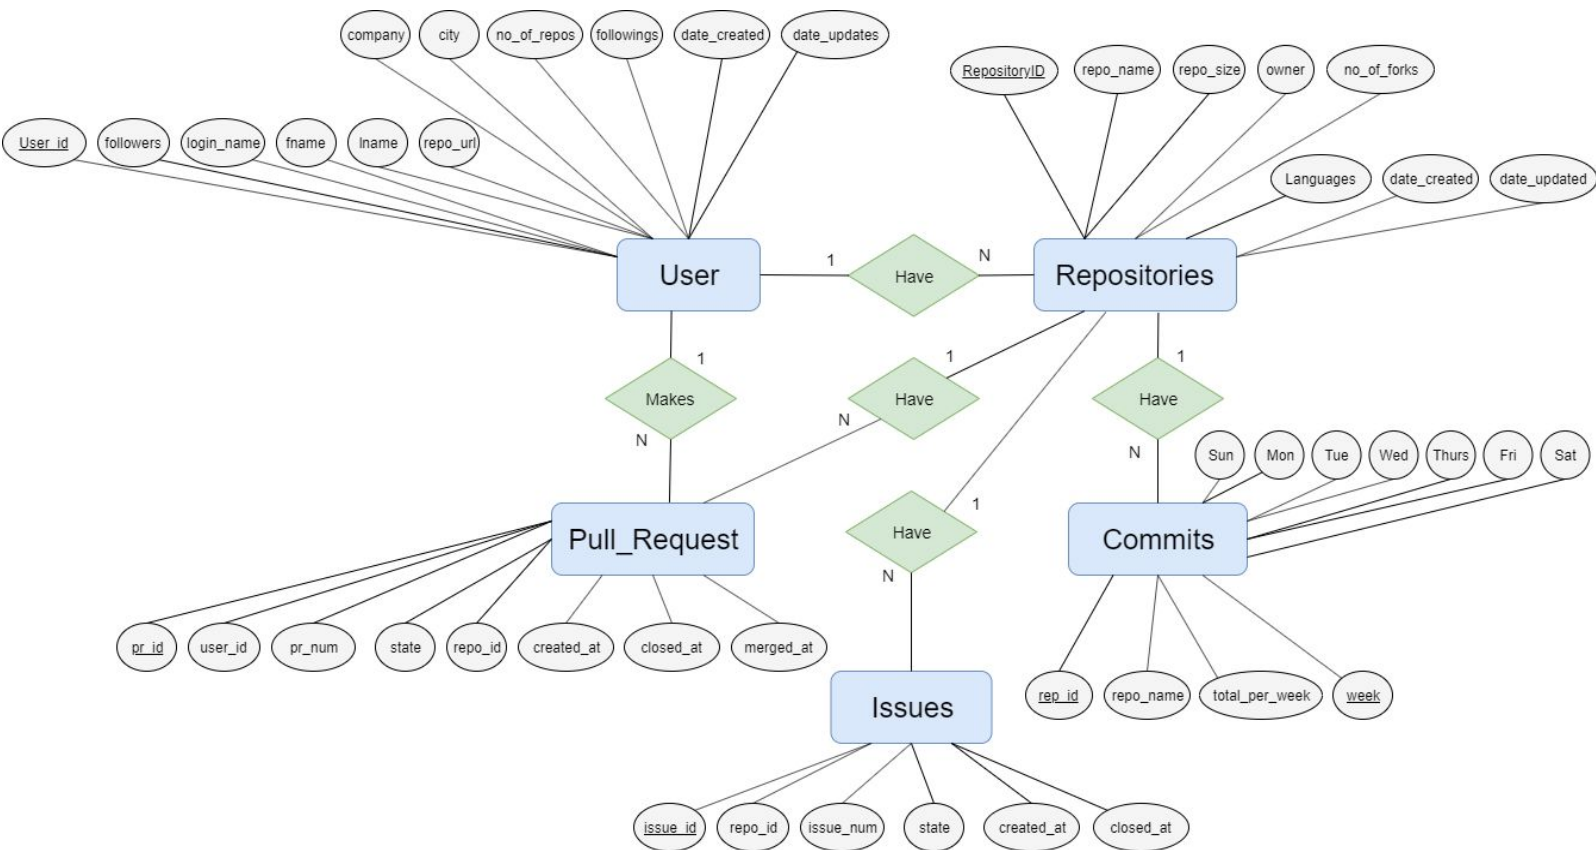 company
city
no_of_repos
followings
date_created
date_updates
RepositoryID
repo_name
repo_size
owner
no_of_forks
User_id
followers
login_name
fname
lname
repo_url
Languages
date_created
date_updated
User
1
Have
N
Repositories
1
Makes
N
1
Have
N
1
Have
N
1
Have
N
Sun
Mon
Tue
Wed
Thurs
Fri
Sat
Pull_Request
Commits
pr_id
user_id
pr_num
state
repo_id
created_at
closed_at
merged_at
rep_id
repo_name
total_per_week
week
Issues
issue_id
repo_id
issue_num
state
created_at
closed_at